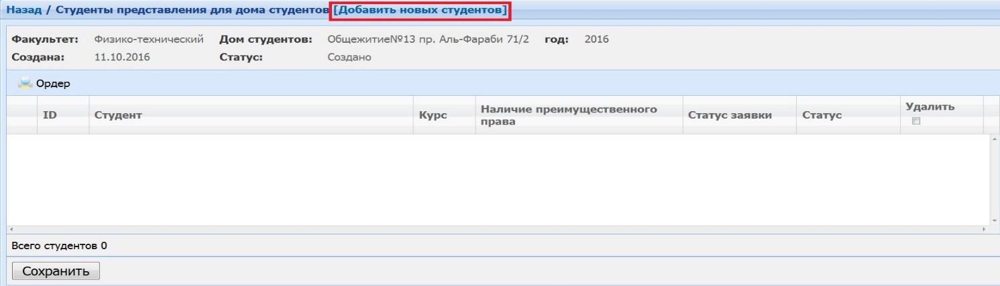 Назад / Студенты представления для дома студентов [Добавить новых студентов]
Факультет: Физико-технический Дом студентов: Общежитие№13 пр. Аль-Фараби 71/2 год: 2016
Создана: 11.10.2016 Статус: Создано
Ордер
ID Студент Курс Наличие преимущественного права Статус заявки Статус Удалить
Всего студентов 0
Сохранить